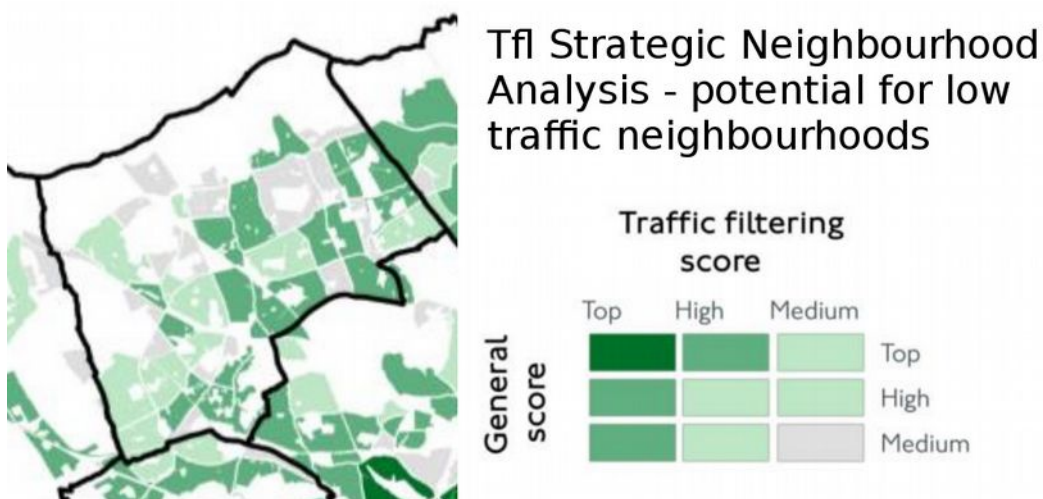 Tfl Strategic Neighbourhood
Analysis - potential for low
traffic neighbourhoods
Traffic filtering
score
Top High Medium
General
score
Top
High
Medium